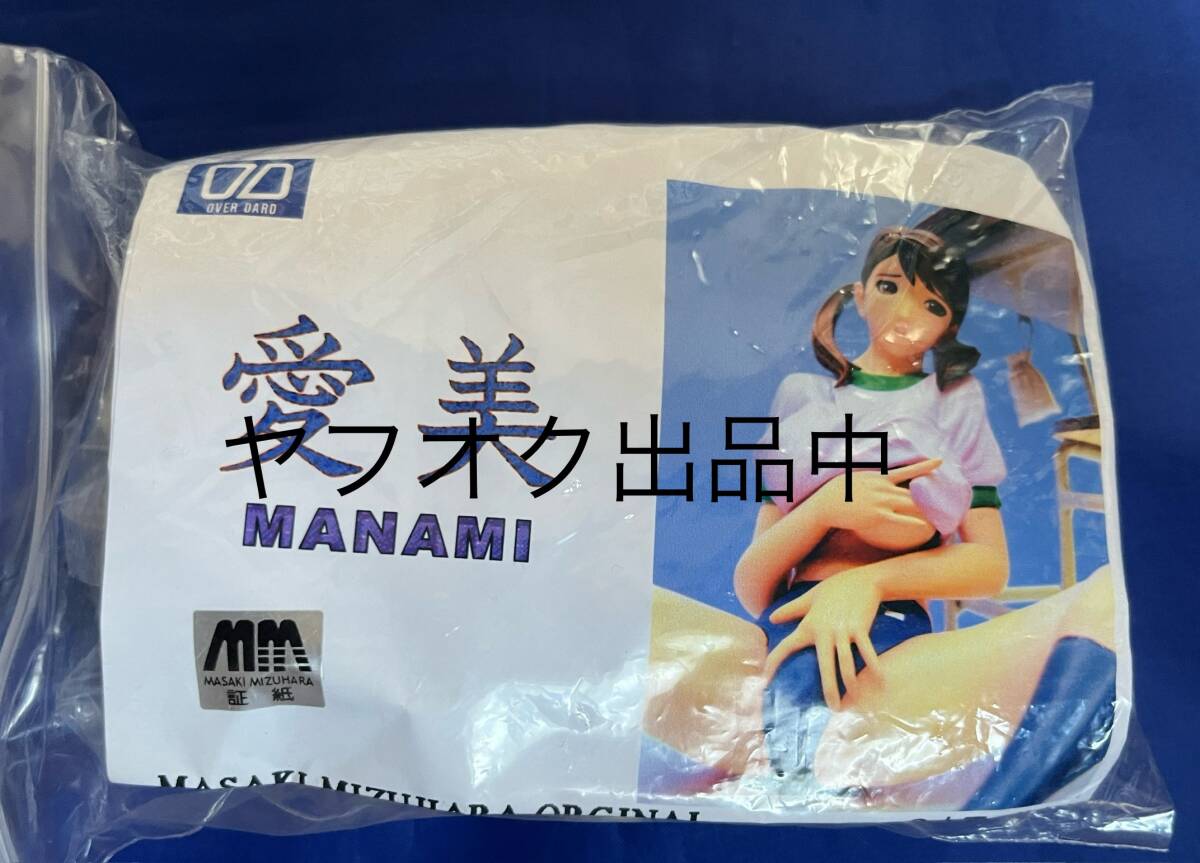 OVER DARD
愛美
ヤフオク出品中
MANAMI
MM
MASAKI MIZUHARA
証紙
MASAKI MIZUHARA ORGINAL